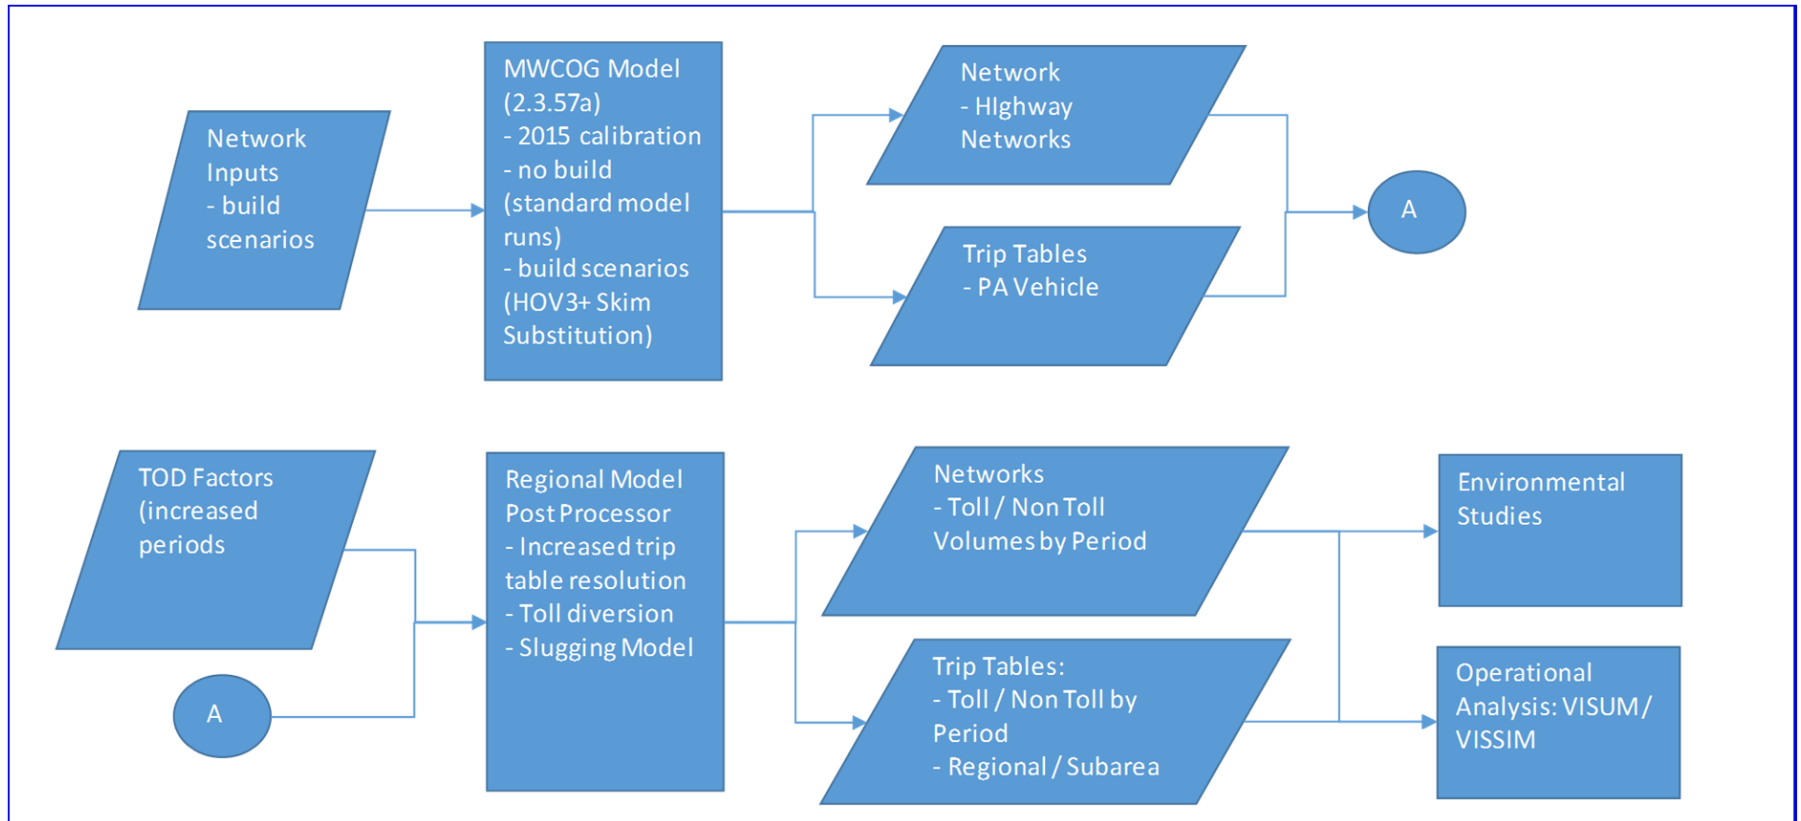 Network
Inputs
- build
scenarios
MWCOG Model
(2.3.57a)
- 2015 calibration
- no build
(standard model
runs)
- build scenarios
(HOV3+ Skim
Substitution)
Network
- HIghway
Networks
Trip Tables
- PA Vehicle
A
TOD Factors
(increased
periods
A
Regional Model
Post Processor
- Increased trip
table resolution
- Toll diversion
- Slugging Model
Networks
- Toll / Non Toll
Volumes by Period
Trip Tables:
- Toll / Non Toll by
Period
- Regional / Subarea
Environmental
Studies
Operational
Analysis: VISUM/
VISSIM